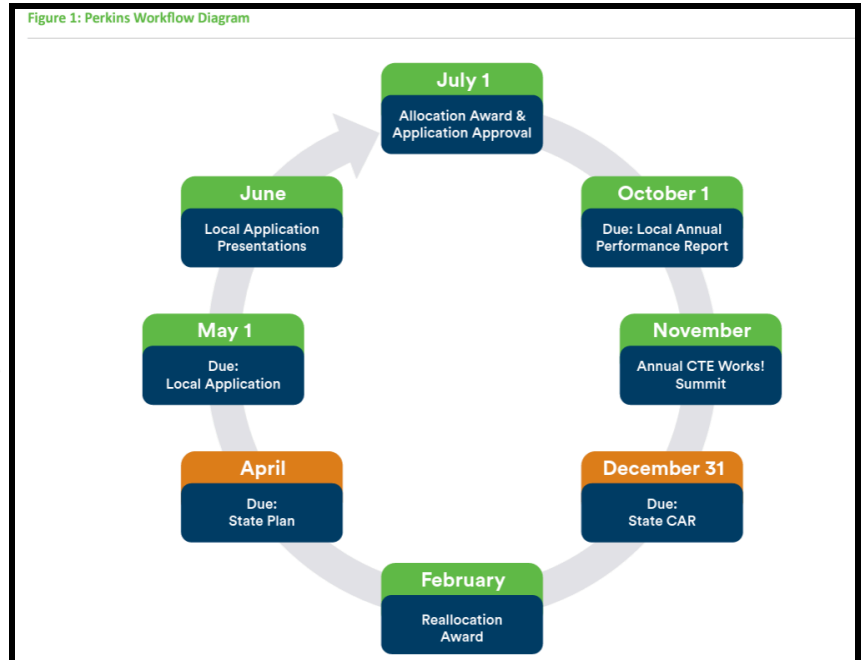 Figure 1: Perkins Workflow Diagram
July 1
Allocation Award &
Application Approval
October 1
Due: Local Annual
Performance Report
November
Annual CTE Works!
Summit
December 31
Due:
State CAR
February
Reallocation
Award
April
Due:
State Plan
May 1
Due:
Local Application
June
Local Application
Presentations